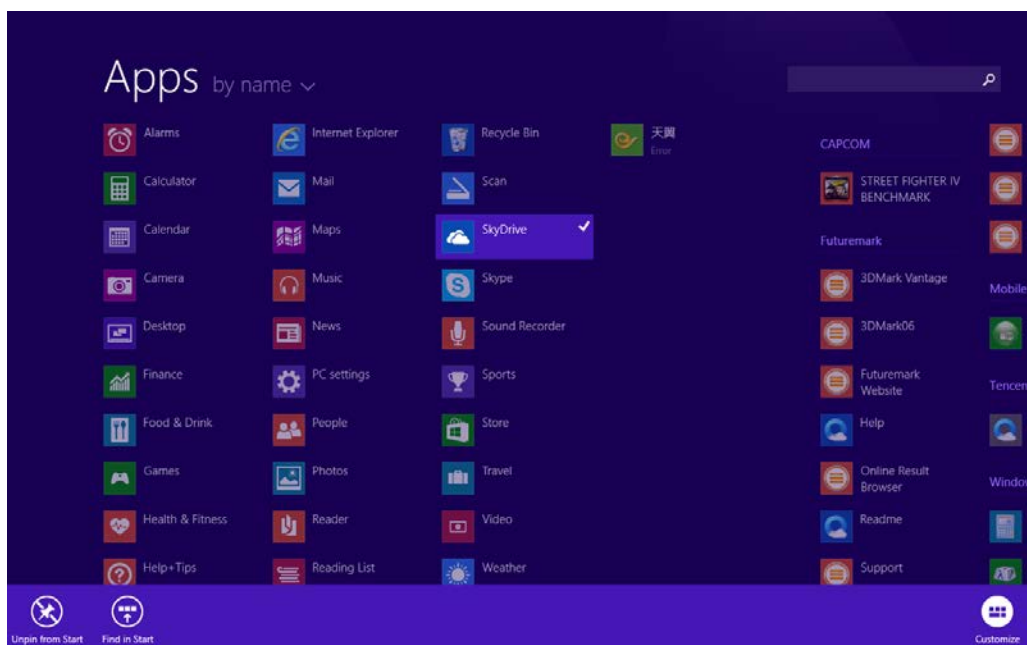 Apps by name
Alarms
Calculator
Calendar
Camera
Desktop
Finance
Food & Drink
Games
Health & Fitness
Help+Tips
Internet Explorer
Mail
Maps
Music
News
PC settings
People
Photos
Reader
Reading List
Recycle Bin
Scan
SkyDrive
Skype
Sound Recorder
Sports
Store
Travel
Video
Weather
天翼
Error
CAPCOM
STREET FIGHTER IV
BENCHMARK
Futuremark
3DMark Vantage
3DMark06
Futuremark
Website
Help
Online Result
Browser
Readme
Support
Mobile
Tencen
Window
Unpin from Start
Find in Start
Customize